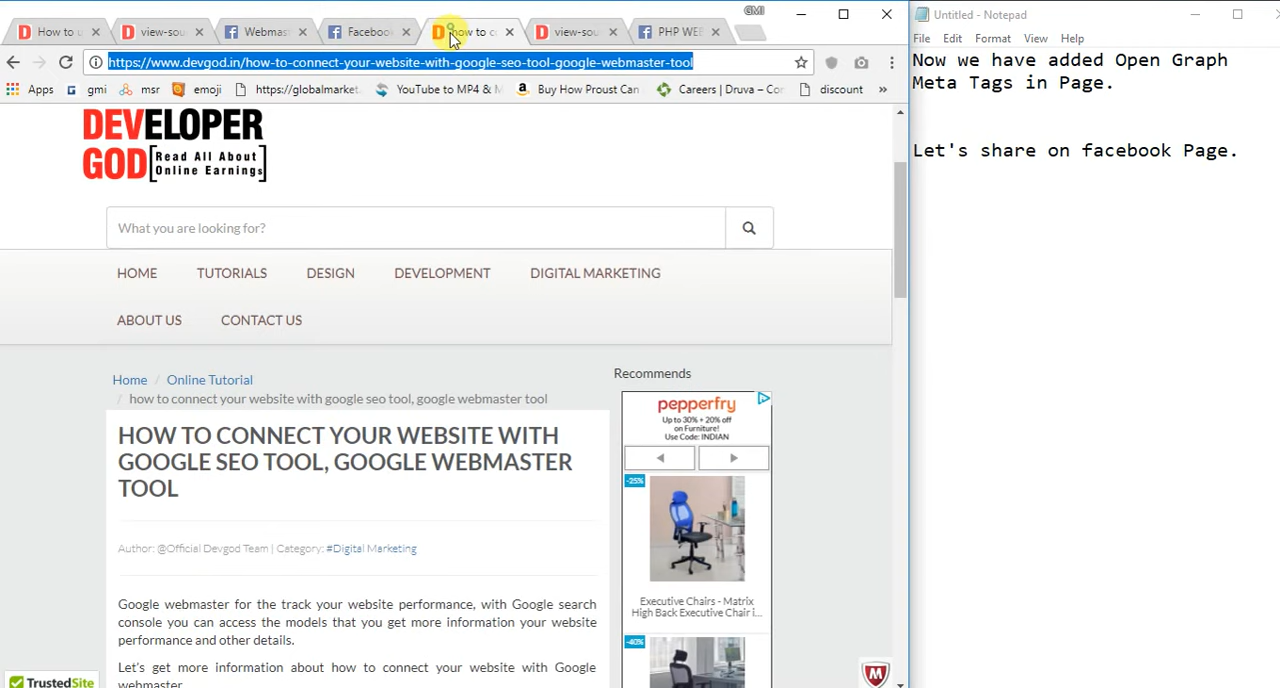 GMI
How to u
view-sou
Webmas
Faceboo
how to co
view-sou
PHP WEB
https://www.devgod.in/how-to-connect-your-website-with-google-seo-tool-google-webmaster-tool
Apps
gmi
msr
emoji
https://globalmarket
YouTube to MP4 & M
Buy How Proust Can
Careers | Druva – Co
discount
»
DEVELOPER
GOD [Read All About
Online Earnings]
What you are looking for?
HOME TUTORIALS DESIGN DEVELOPMENT DIGITAL MARKETING
ABOUT US CONTACT US
Home / Online Tutorial
/ how to connect your website with google seo tool, google webmaster tool
HOW TO CONNECT YOUR WEBSITE WITH
GOOGLE SEO TOOL, GOOGLE WEBMASTER
TOOL
Author: @Official Devgod Team | Category: #Digital Marketing
Google webmaster for the track your website performance, with Google search
console you can access the models that you get more information your website
performance and other details.
Let's get more information about how to connect your website with Google
webmaster
Recommends
pepperfry
Up to 30% + 20% off
on Furniture!
Use Code: INDIAN
-25%
Executive Chairs - Matrix
High Back Executive Chair i...
-40%
TrustedSite
Untitled - Notepad
File Edit Format View Help
Now we have added Open Graph
Meta Tags in Page.
Let's share on facebook Page.